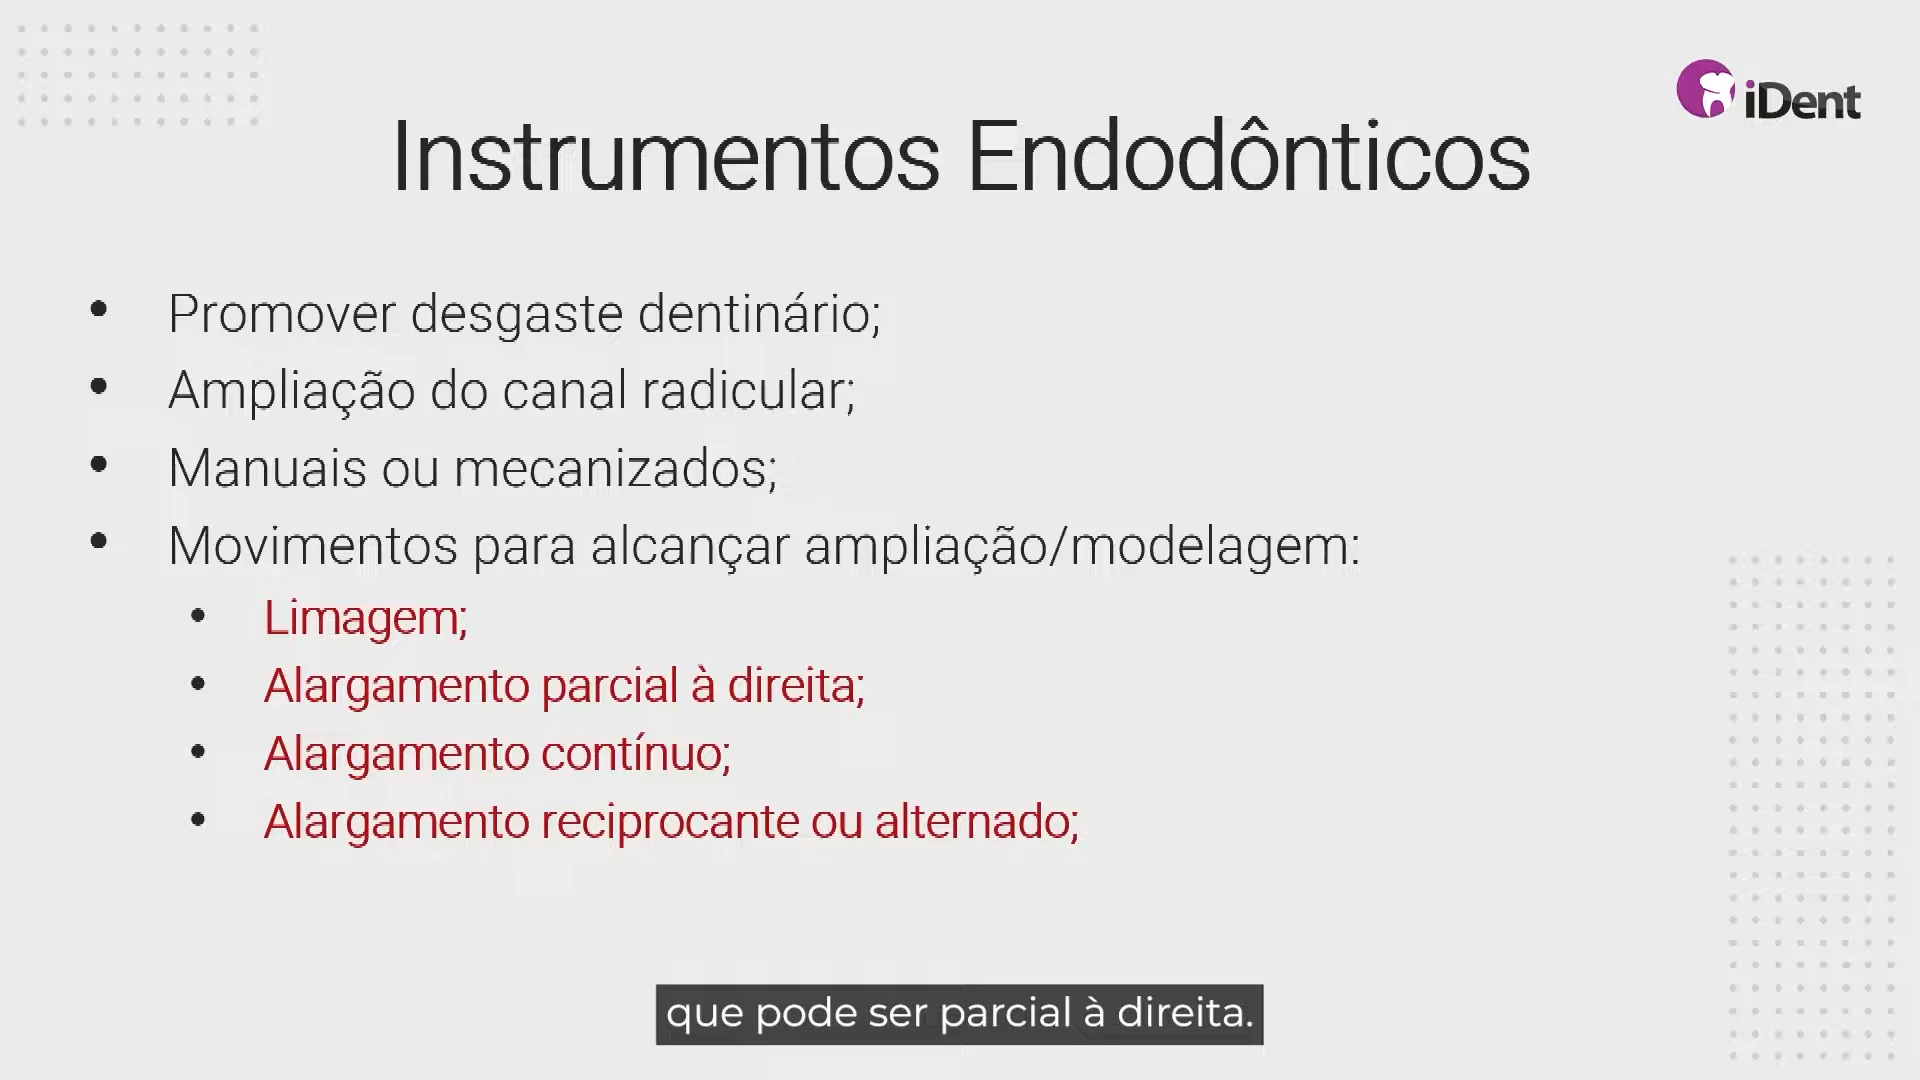 iDent
Instrumentos Endodônticos
• Promover desgaste dentinário;
• Ampliação do canal radicular;
• Manuais ou mecanizados;
• Movimentos para alcançar ampliação/modelagem:
• Limagem;
• Alargamento parcial à direita;
• Alargamento contínuo;
• Alargamento reciprocante ou alternado;
que pode ser parcial à direita.